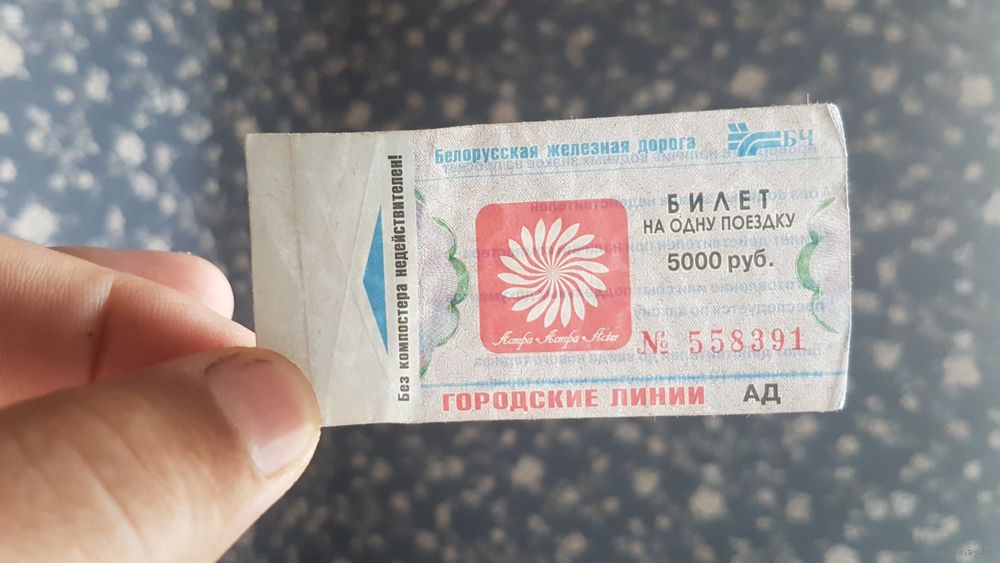 Белорусская железная дорога
БЧ
Без компостера недействителен!
БИЛЕТ
НА ОДНУ ПОЕЗДКУ
5000 руб.
Астра Астра Aster
№ 558391
ГОРОДСКИЕ ЛИНИИ АД